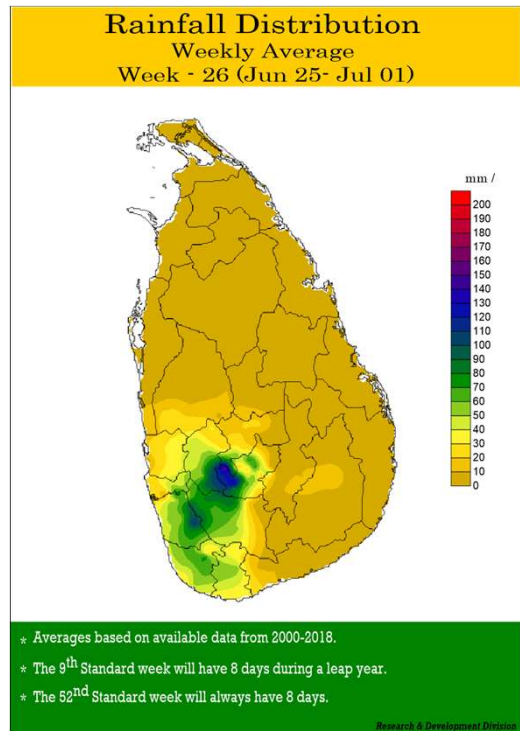 Rainfall Distribution
Weekly Average
Week - 26 (Jun 25- Jul 01)
mm /
200
190
180
170
160
150
140
130
120
110
100
90
80
70
60
50
40
30
20
10
0
* Averages based on available data from 2000-2018.
* The 9th Standard week will have 8 days during a leap year.
* The 52nd Standard week will always have 8 days.
Research & Development Division